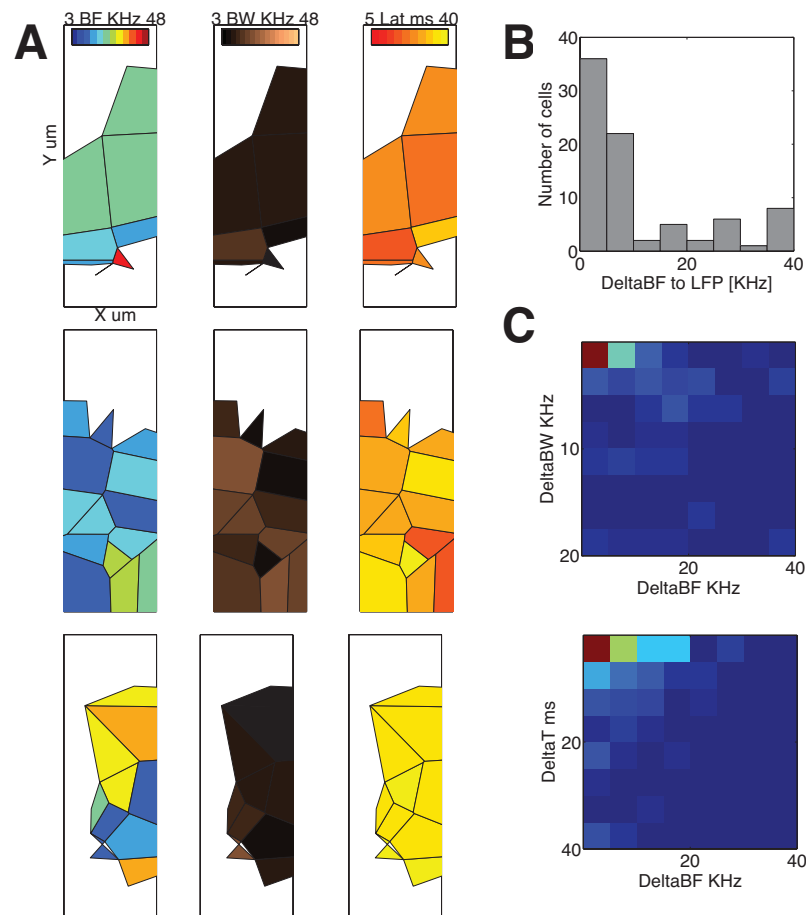 A
3 BF KHz 48
3 BW KHz 48
5 Lat ms 40
Y um
X um
B
40
30
20
10
0
Number of cells
0
20
40
DeltaBF to LFP [KHz]
C
DeltaBW KHz
10
20
20
40
DeltaBF KHz
DeltaT ms
20
40
20
40
DeltaBF KHz